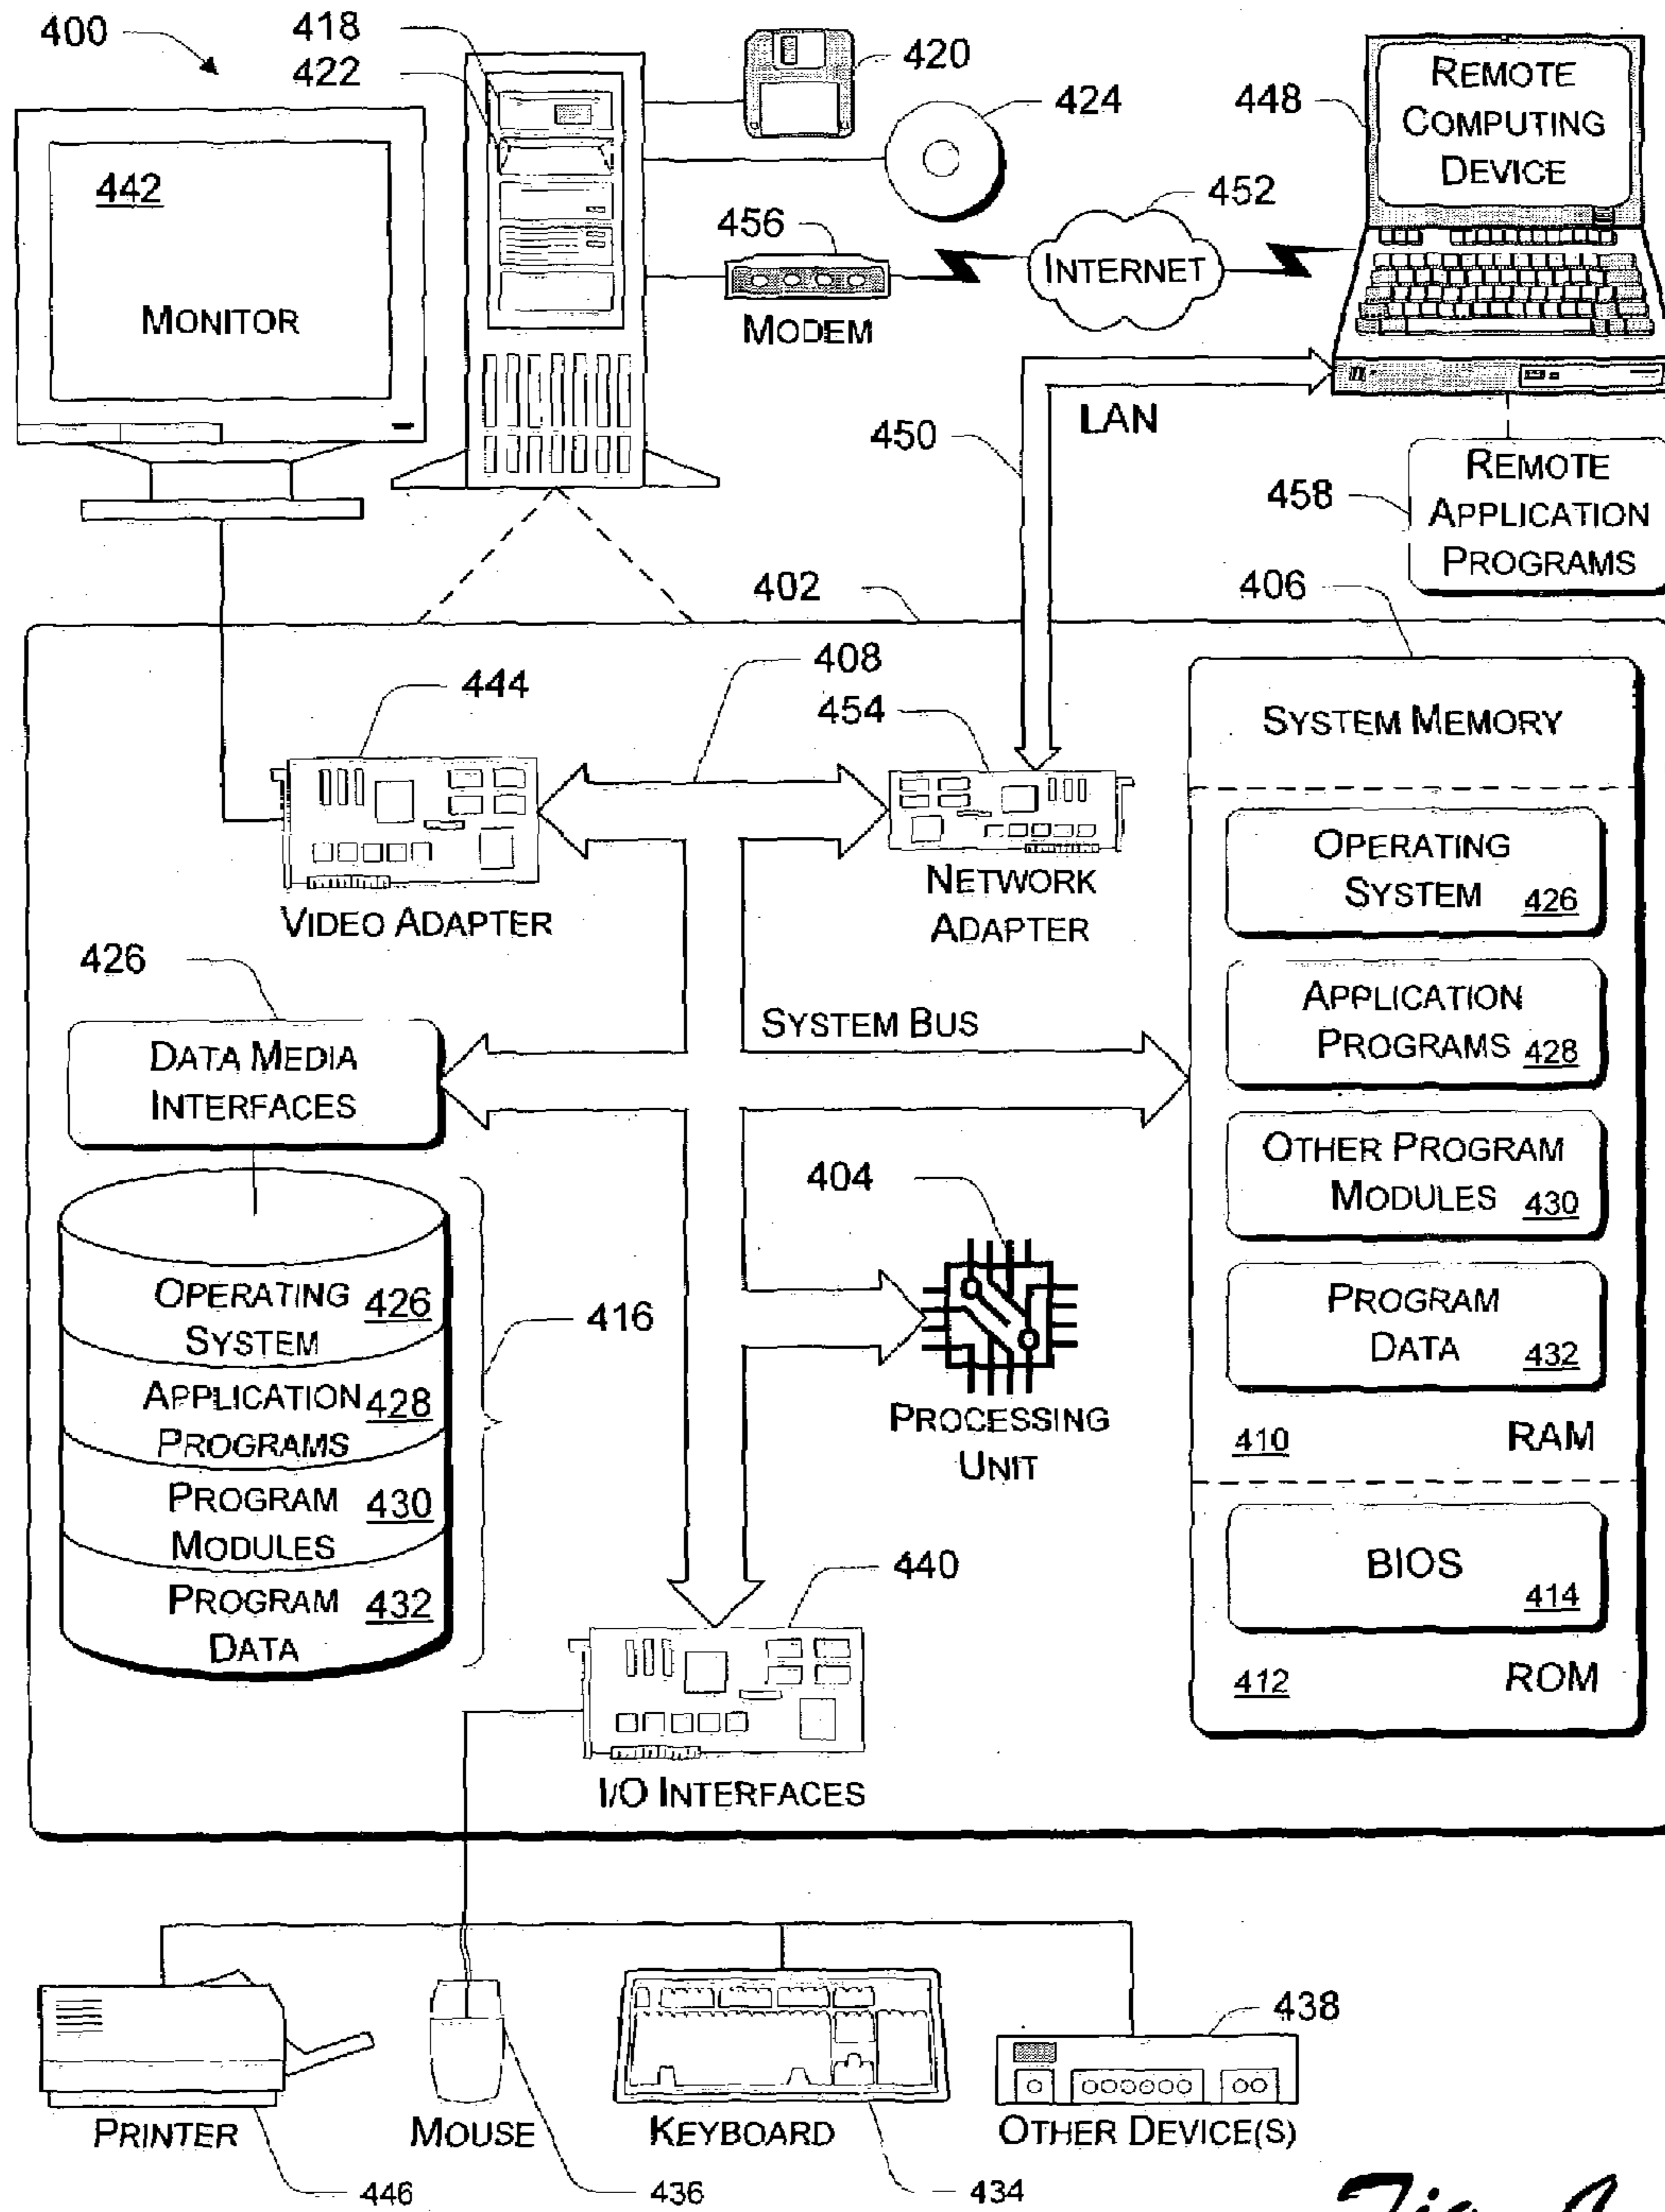 400
418
422
420
424
448
REMOTE
COMPUTING
DEVICE
442
MONITOR
456
MODEM
452
INTERNET
LAN
450
458
REMOTE
APPLICATION
PROGRAMS
402
406
408
444
454
SYSTEM MEMORY
VIDEO ADAPTER
NETWORK
ADAPTER
OPERATING
SYSTEM 426
426
DATA MEDIA
INTERFACES
SYSTEM BUS
APPLICATION
PROGRAMS 428
OTHER PROGRAM
MODULES 430
404
PROCESSING
UNIT
PROGRAM
DATA 432
410 RAM
OPERATING 426
SYSTEM
APPLICATION 428
PROGRAMS
PROGRAM 430
MODULES
PROGRAM 432
DATA
416
BIOS
414
412 ROM
440
I/O INTERFACES
438
PRINTER
MOUSE
KEYBOARD
OTHER DEVICE(S)
446
436
434